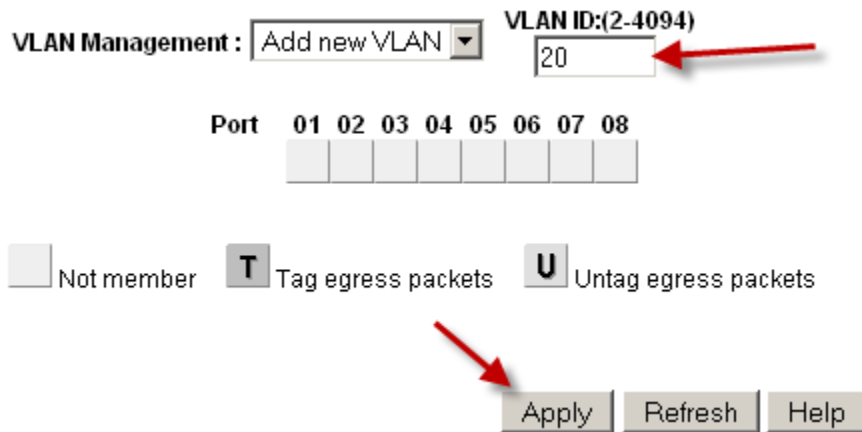 VLAN ID:(2-4094)
VLAN Management : Add new VLAN 20
Port 01 02 03 04 05 06 07 08
Not member T Tag egress packets U Untag egress packets
Apply Refresh Help